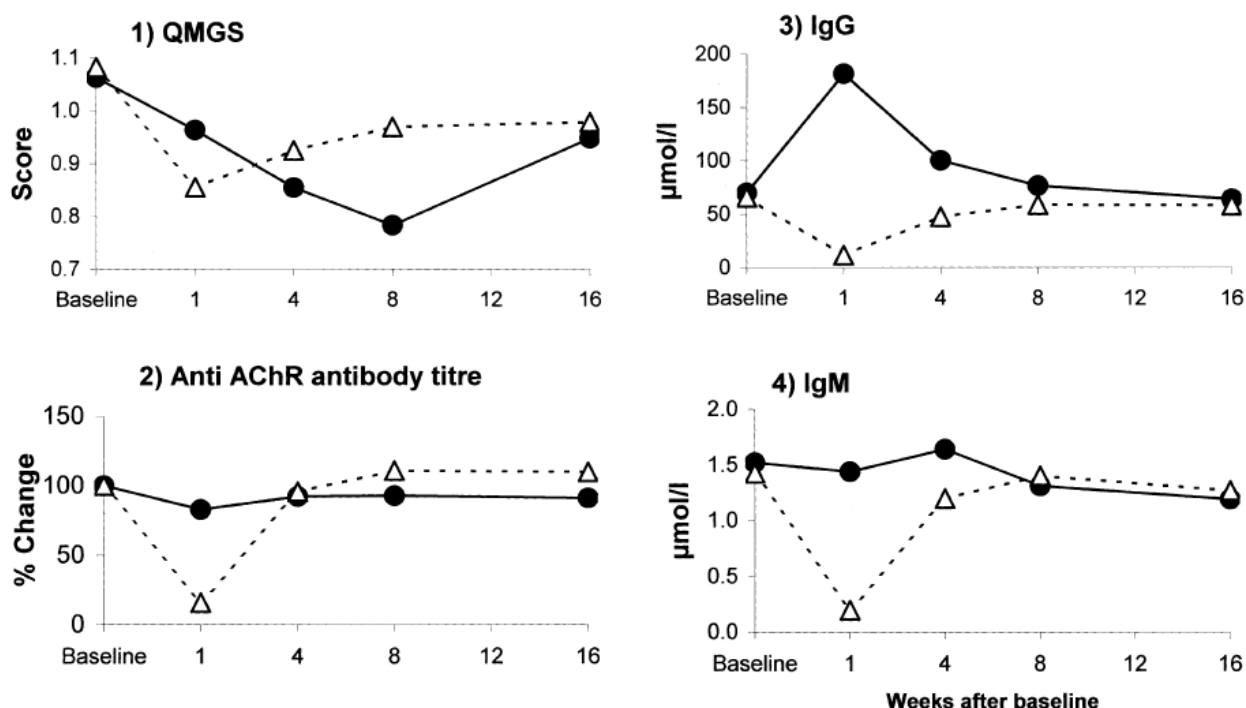 1) QMGS
1.1
1.0
0.9
0.8
0.7
Score
Baseline 1 4 8 12 16
2) Anti AChR antibody titre
150
100
50
0
% Change
Baseline 1 4 8 12 16
3) IgG
200
150
100
50
0
µmol/l
Baseline 1 4 8 12 16
4) IgM
2.0
1.5
1.0
0.5
0.0
µmol/l
Baseline 1 4 8 12 16
Weeks after baseline